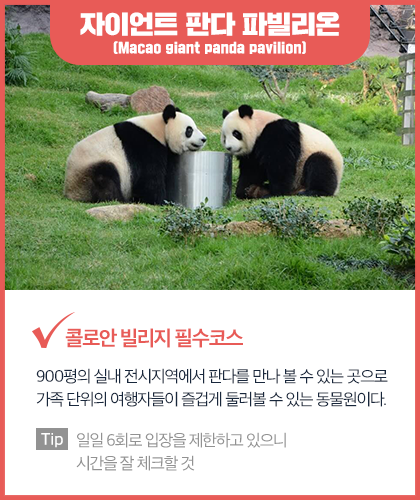 자이언트 판다 파빌리온
(Macao giant panda pavilion)
콜로안 빌리지 필수코스
900평의 실내 전시지역에서 판다를 만나 볼 수 있는 곳으로
가족 단위의 여행자들이 즐겁게 둘러볼 수 있는 동물원이다.
Tip 일일 6회로 입장을 제한하고 있으니
시간을 잘 체크할 것